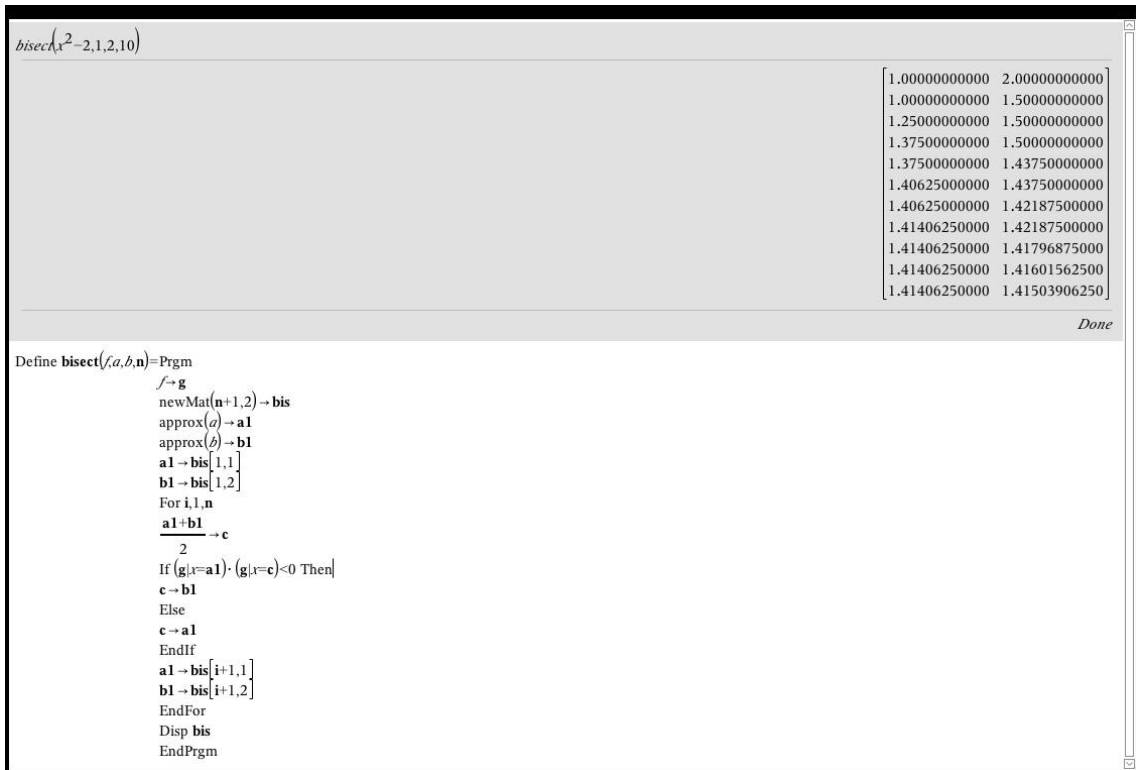 bisect(x²−2,1,2,10)
[1.00000000000 2.00000000000
1.00000000000 1.50000000000
1.25000000000 1.50000000000
1.37500000000 1.50000000000
1.37500000000 1.43750000000
1.40625000000 1.43750000000
1.40625000000 1.42187500000
1.41406250000 1.42187500000
1.41406250000 1.41796875000
1.41406250000 1.41601562500
1.41406250000 1.41503906250]
Done
Define bisect(f,a,b,n)=Prgm
f→g
newMat(n+1,2)→bis
approx(a)→a1
approx(b)→b1
a1→bis[1,1]
b1→bis[1,2]
For i,1,n
a1+b1
→c
2
If (g|x=a1)·(g|x=c)<0 Then
c→b1
Else
c→a1
EndIf
a1→bis[i+1,1]
b1→bis[i+1,2]
EndFor
Disp bis
EndPrgm